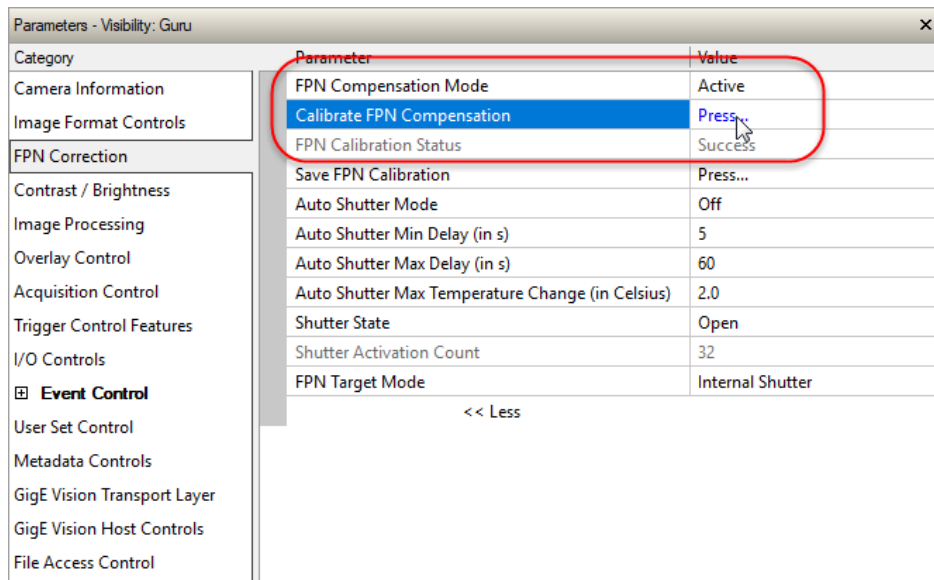 Parameters - Visibility: Guru
Category Parameter Value
Camera Information
Image Format Controls
FPN Correction
Contrast / Brightness
Image Processing
Overlay Control
Acquisition Control
Trigger Control Features
I/O Controls
Event Control
User Set Control
Metadata Controls
GigE Vision Transport Layer
GigE Vision Host Controls
File Access Control
FPN Compensation Mode Active
Calibrate FPN Compensation Press...
FPN Calibration Status Success
Save FPN Calibration Press...
Auto Shutter Mode Off
Auto Shutter Min Delay (in s) 5
Auto Shutter Max Delay (in s) 60
Auto Shutter Max Temperature Change (in Celsius) 2.0
Shutter State Open
Shutter Activation Count 32
FPN Target Mode Internal Shutter
<< Less